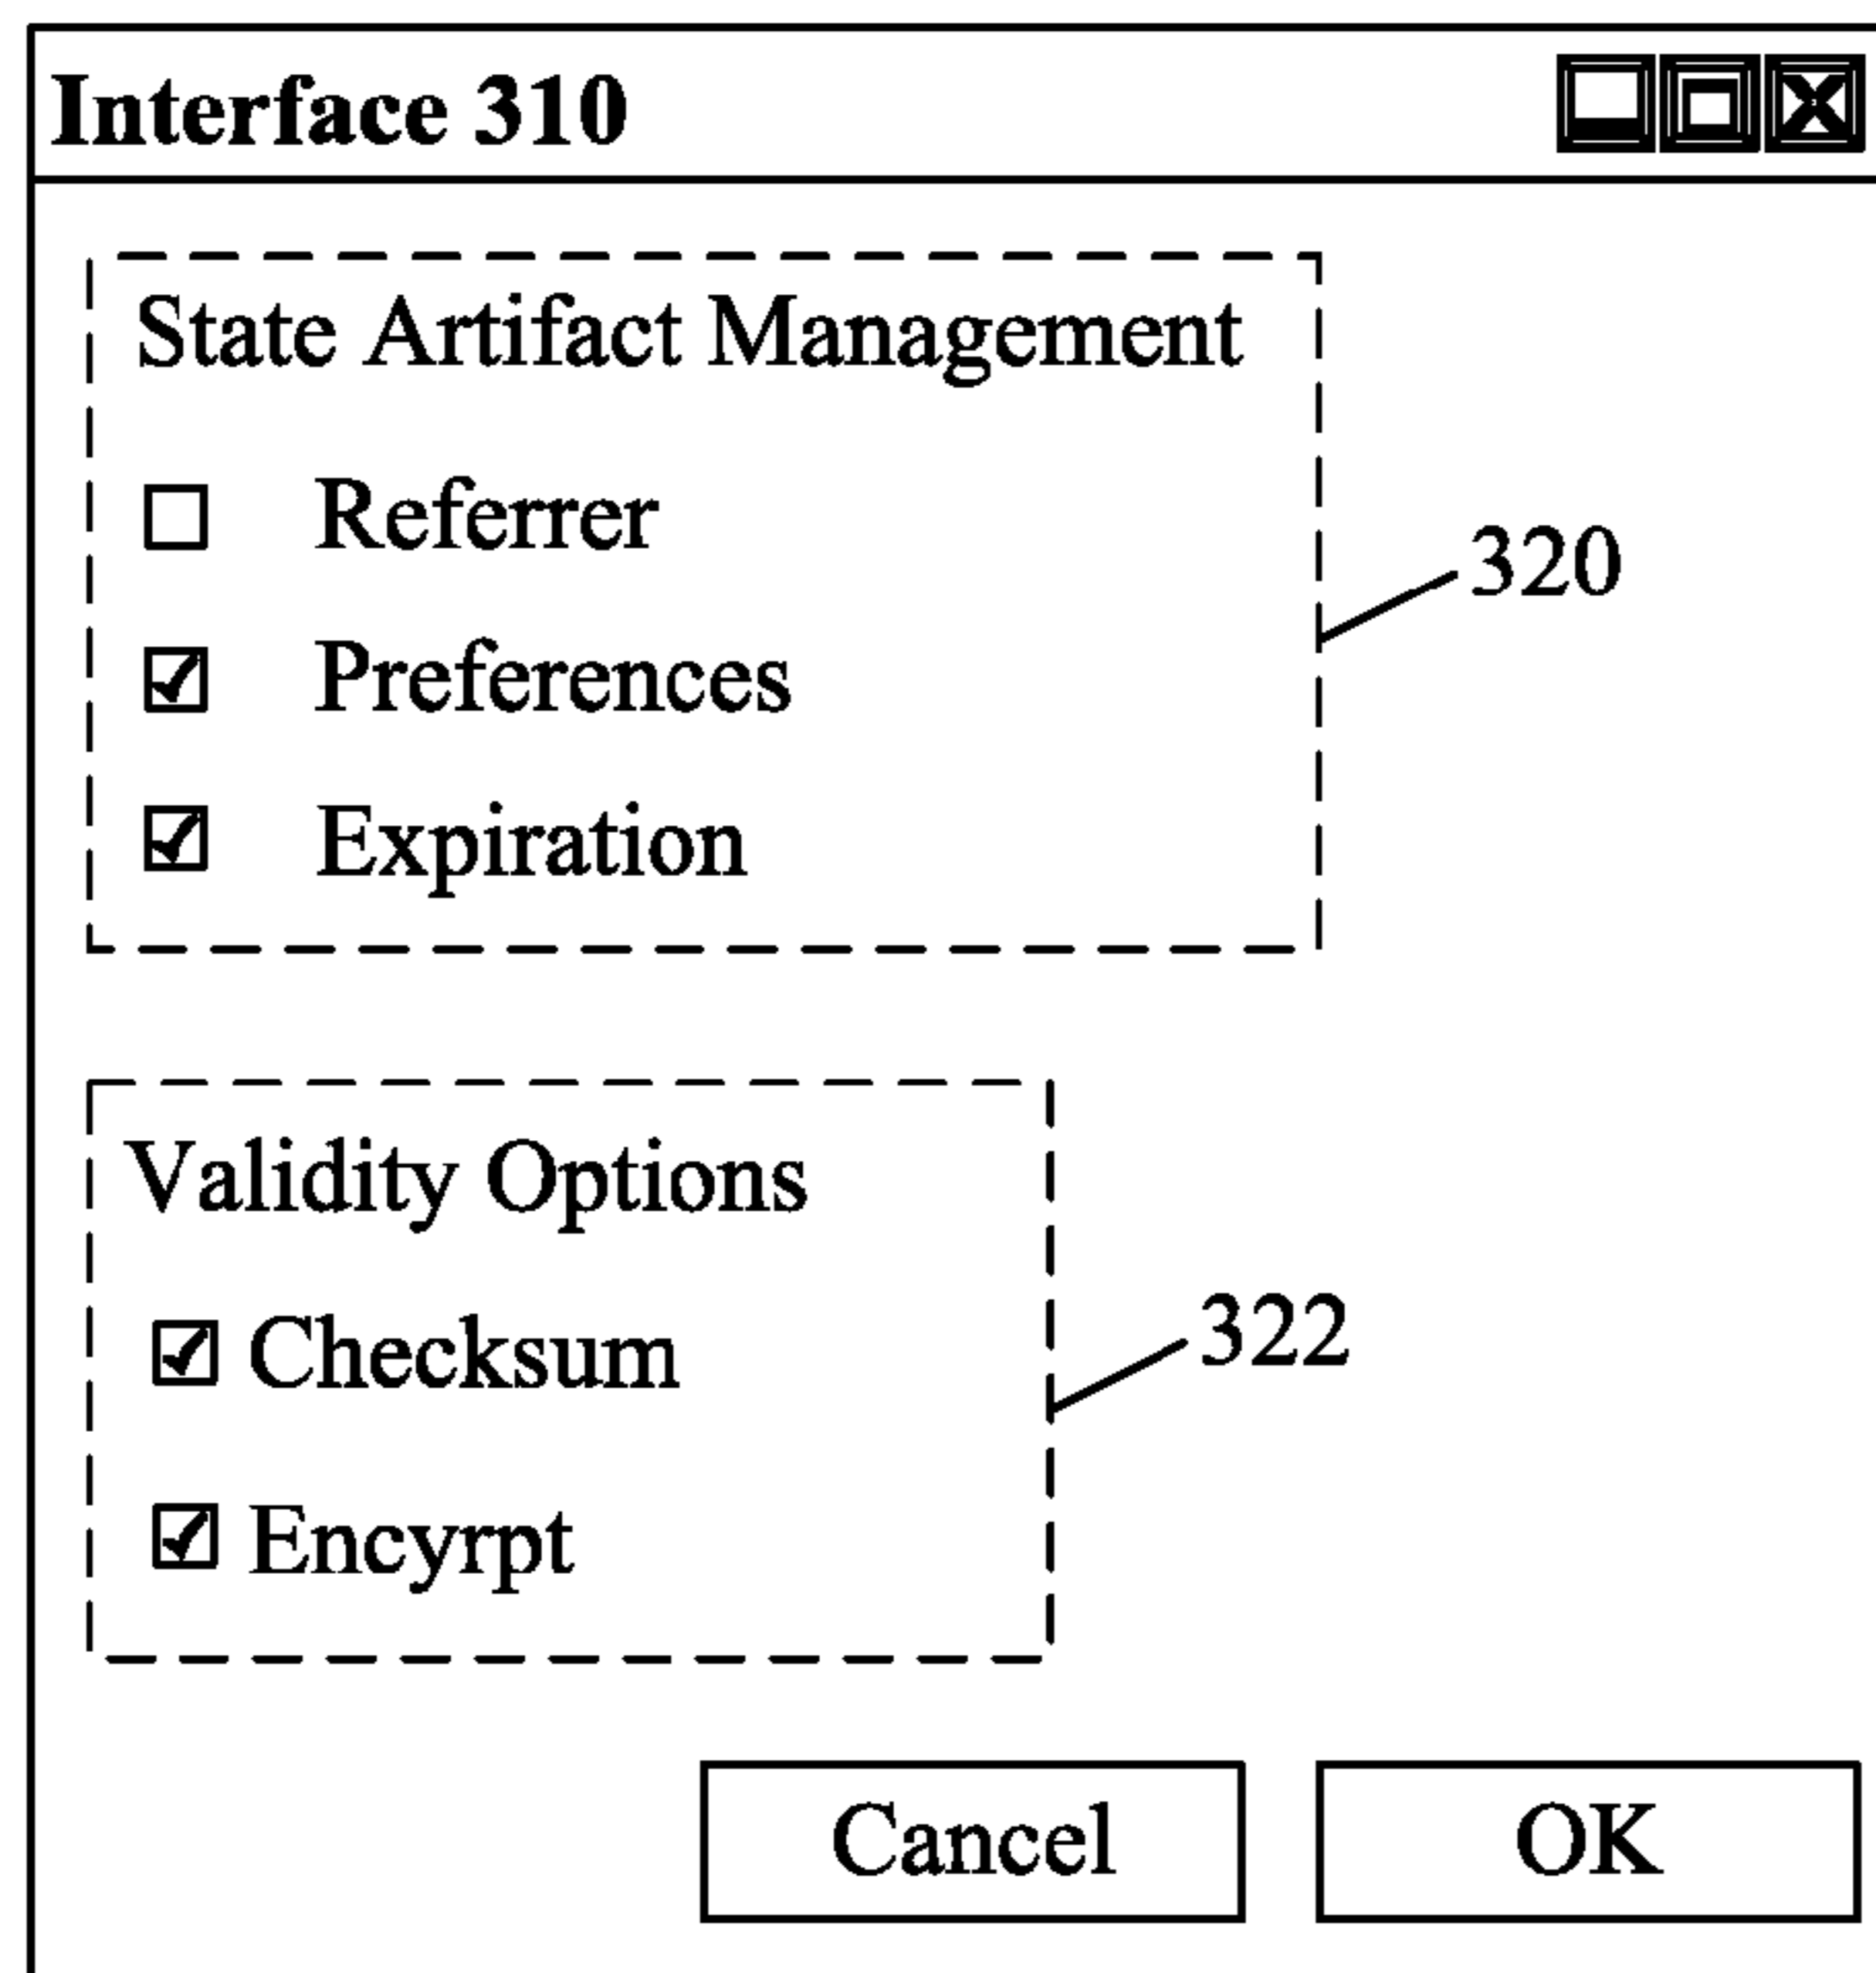 Interface 310
State Artifact Management
Referrer
320
Preferences
Expiration
Validity Options
Checksum
322
Encyrpt
Cancel
OK